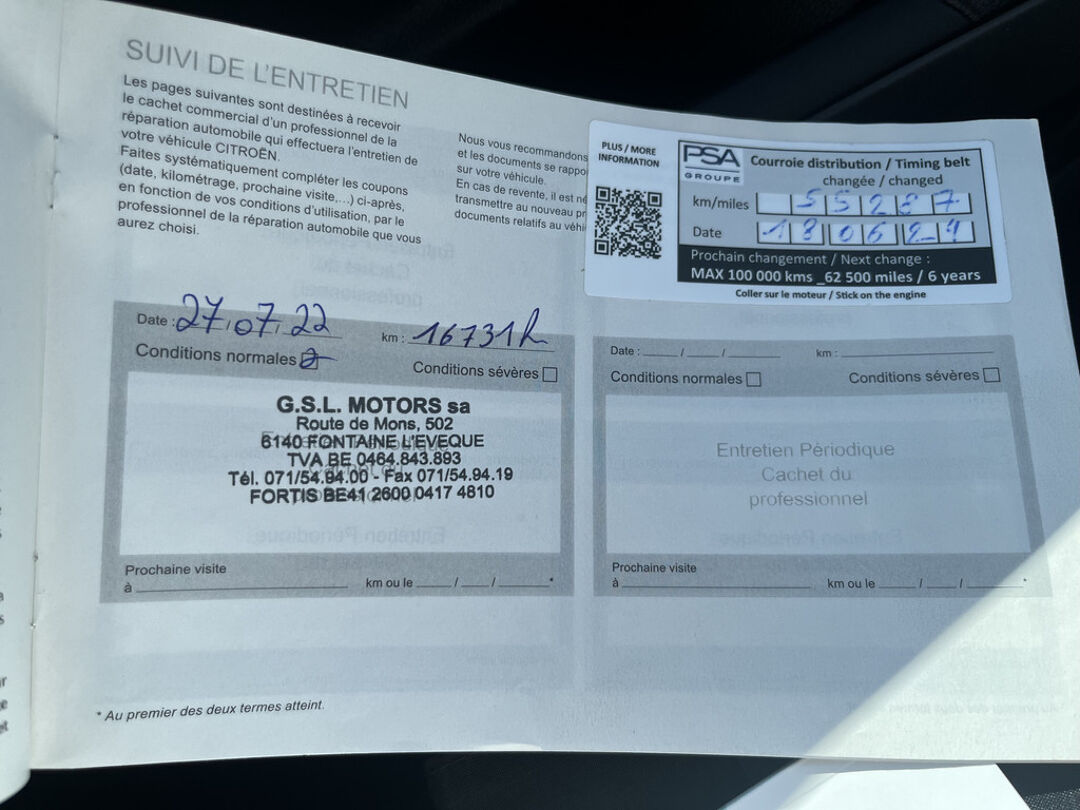 SUIVI DE L'ENTRETIEN
Les pages suivantes sont destinées à recevoir
le cachet commercial d'un professionnel de la
réparation automobile qui effectuera l'entretien de
votre véhicule CITROËN.
Faites systématiquement compléter les coupons
(date, kilométrage, prochaine visite,...) ci-après,
en fonction de vos conditions d'utilisation, par le
professionnel de la réparation automobile que vous
aurez choisi.
Nous vous recommandons
et les documents se
sur votre véhicule.
En cas de revente, il est
transmettre au nouveau
documents relatifs au
PLUS / MORE
INFORMATION
PSA
GROUPE
Courroie distribution / Timing belt
changée / changed
km/miles 55287
Date 180624
Prochain changement / Next change :
MAX 100 000 kms _62 500 miles / 6 years
Coller sur le moteur / Stick on the engine
Date : 27/07/22 km : 16731
Conditions normales Conditions sévères
G.S.L. MOTORS sa
Route de Mons, 502
6140 FONTAINE L'EVEQUE
TVA BE 0464.843.893
Tél. 071/54.94.00 - Fax 071/54.94.19
FORTIS BE41 2600 0417 4810
Prochaine visite
à km ou le / / *
Date : / / km :
Conditions normales Conditions sévères
Entretien Périodique
Cachet du
professionnel
Prochaine visite
à km ou le / / *
* Au premier des deux termes atteint.